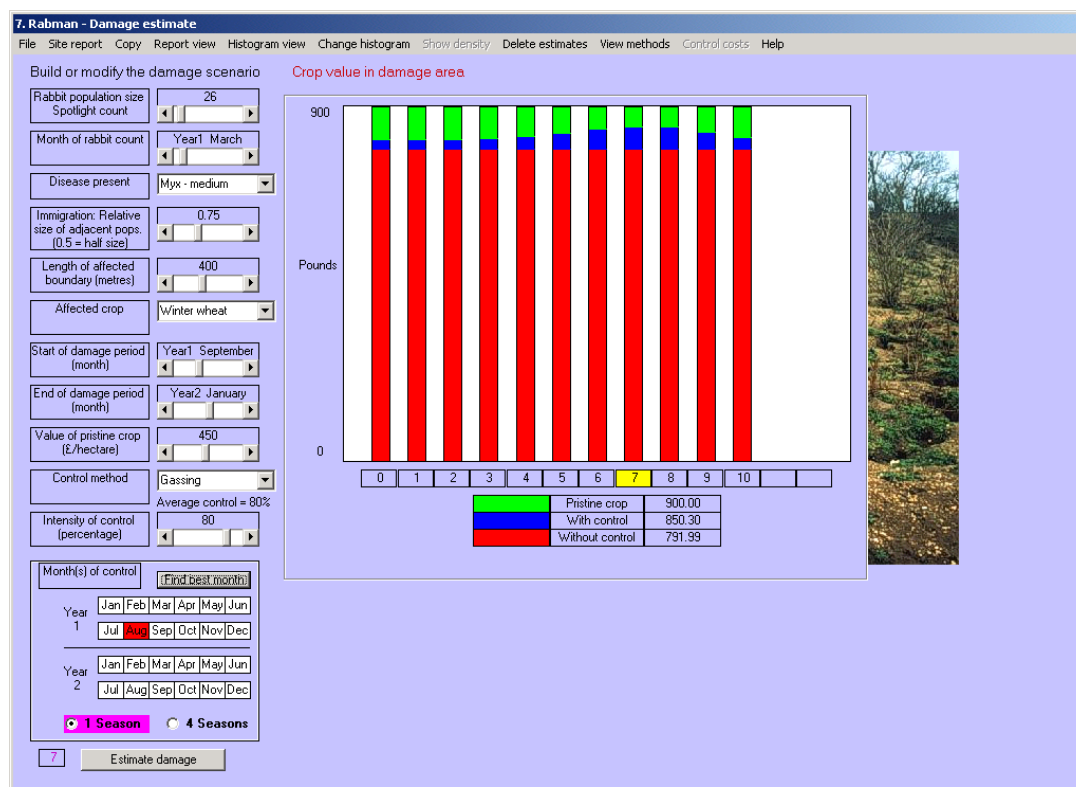 7. Rabman - Damage estimate
File Site report Copy Report view Histogram view Change histogram Show density Delete estimates View methods Control costs Help
Build or modify the damage scenario
Rabbit population size
Spotlight count
26
Month of rabbit count
Year1 March
Disease present
Myx - medium
Immigration: Relative
size of adjacent pops.
(0.5 = half size)
0.75
Length of affected
boundary (metres)
400
Affected crop
Winter wheat
Start of damage period
(month)
Year1 September
End of damage period
(month)
Year2 January
Value of pristine crop
(£/hectare)
450
Control method
Gassing
Average control = 80%
Intensity of control
(percentage)
80
Month(s) of control
Find best month
Year
1
Jan Feb Mar Apr May Jun
Jul Aug Sep Oct Nov Dec
Year
2
Jan Feb Mar Apr May Jun
Jul Aug Sep Oct Nov Dec
1 Season 4 Seasons
7 Estimate damage
Crop value in damage area
900
Pounds
0
0 1 2 3 4 5 6 7 8 9 10
Pristine crop 900.00
With control 850.30
Without control 791.99